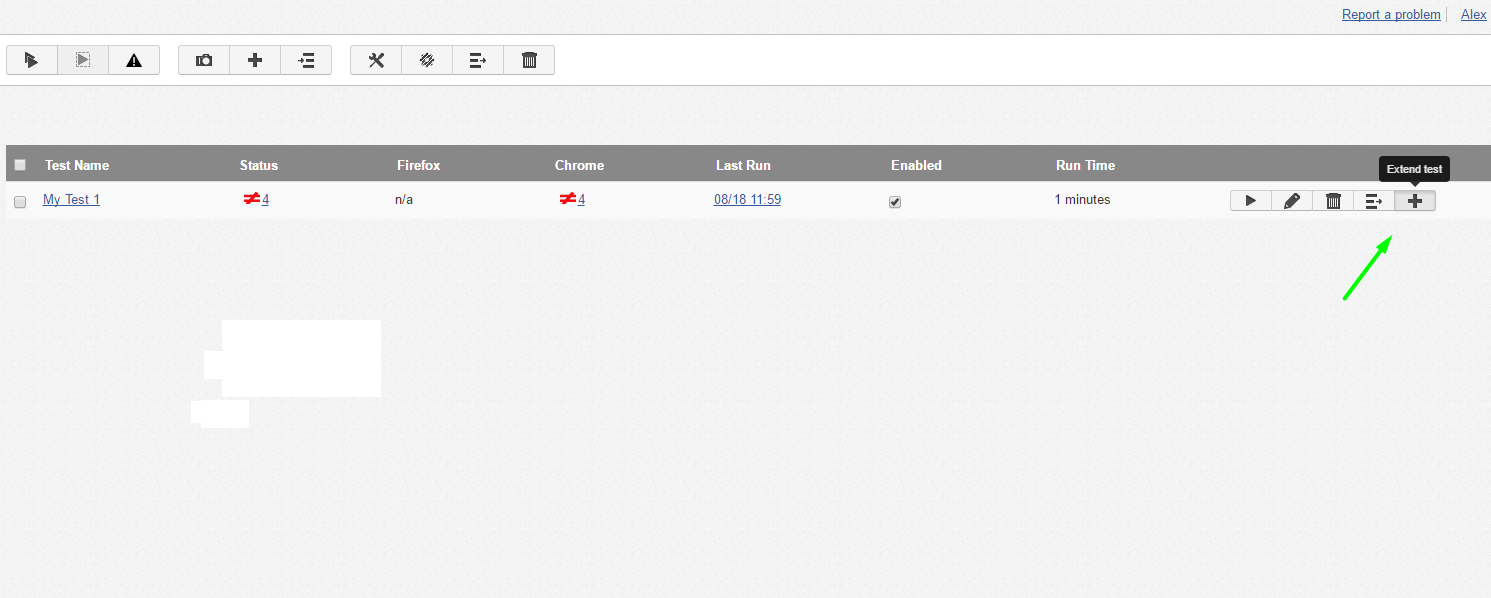 Report a problem Alex
Test Name Status Firefox Chrome Last Run Enabled Run Time
Extend test
My Test 1 4 n/a 4 08/18 11:59 1 minutes